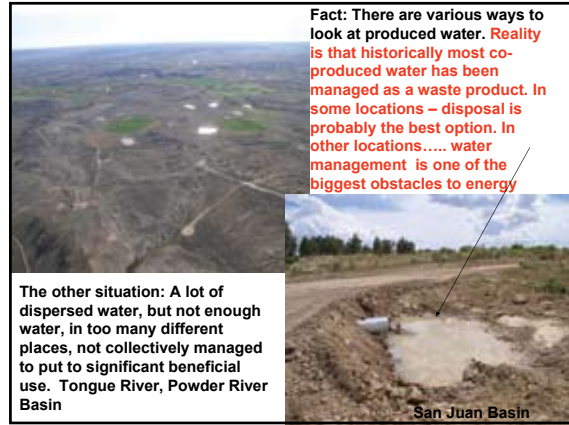 Fact: There are various ways to
look at produced water. Reality
is that historically most co-
produced water has been
managed as a waste product. In
some locations – disposal is
probably the best option. In
other locations….. water
management is one of the
biggest obstacles to energy
The other situation: A lot of
dispersed water, but not enough
water, in too many different
places, not collectively managed
to put to significant beneficial
use. Tongue River, Powder River
Basin
San Juan Basin